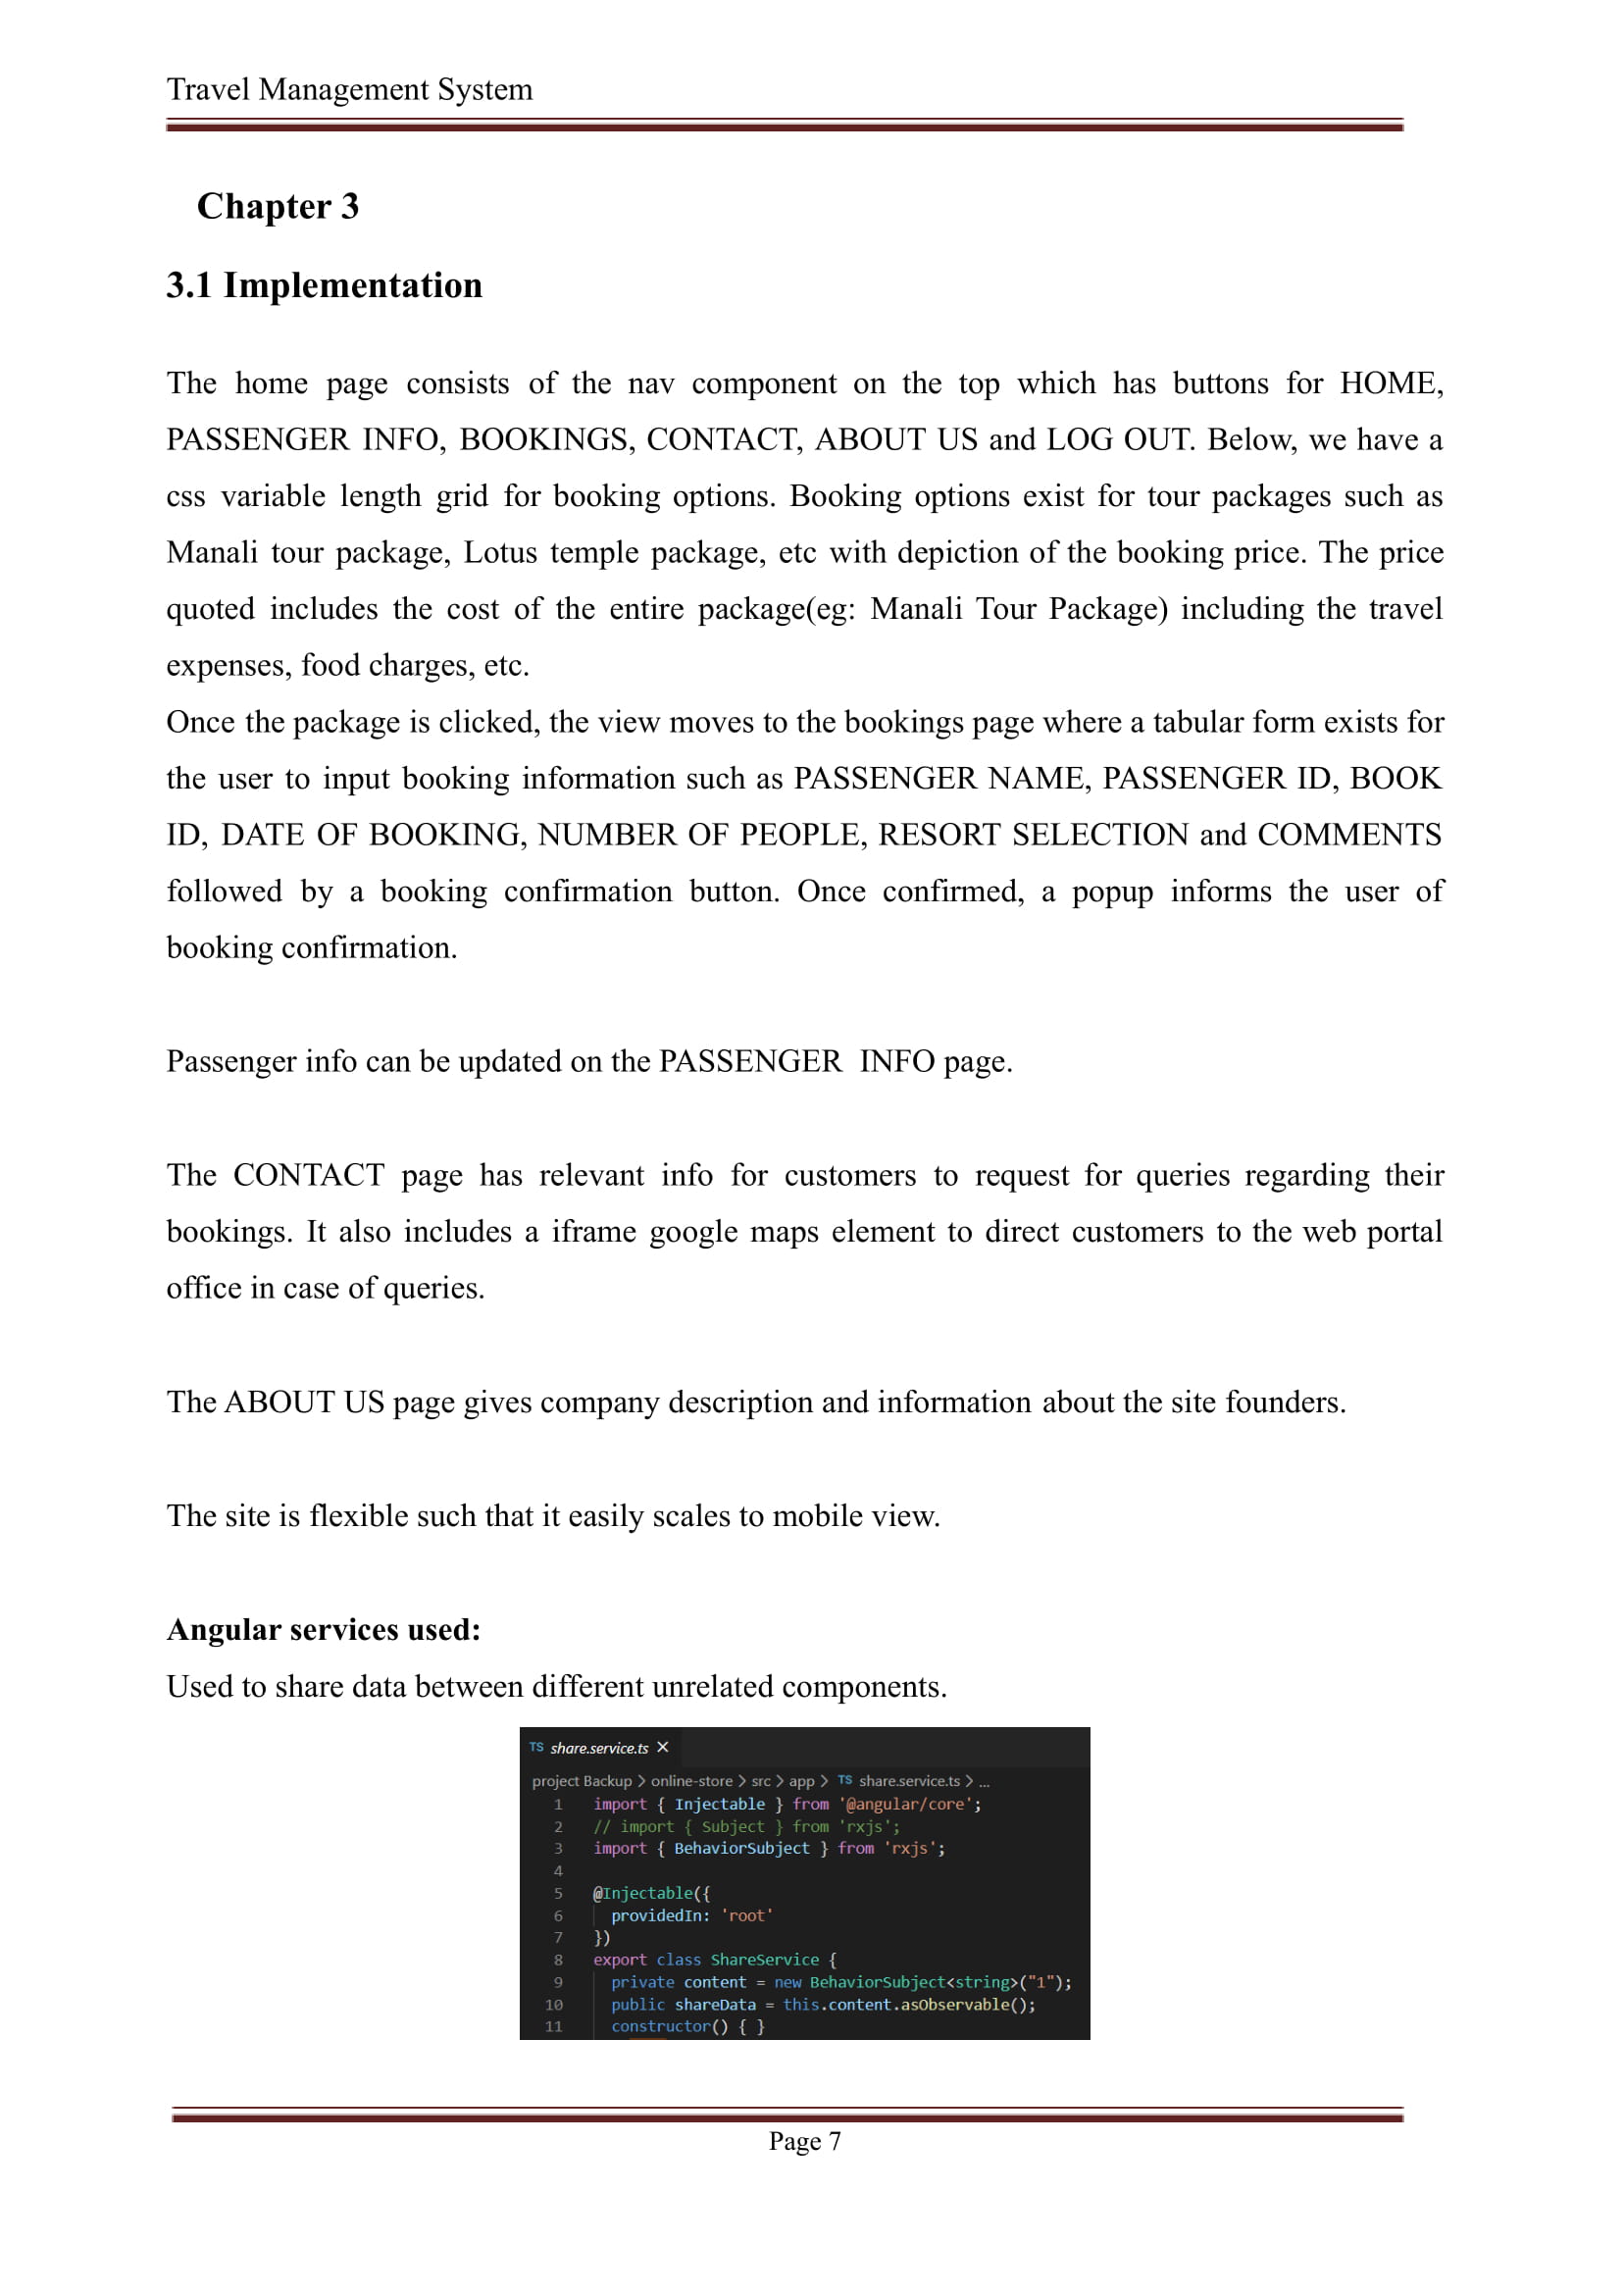 Travel Management System
Chapter 3
3.1 Implementation
The home page consists of the nav component on the top which has buttons for HOME,
PASSENGER INFO, BOOKINGS, CONTACT, ABOUT US and LOG OUT. Below, we have a
css variable length grid for booking options. Booking options exist for tour packages such as
Manali tour package, Lotus temple package, etc with depiction of the booking price. The price
quoted includes the cost of the entire package(eg: Manali Tour Package) including the travel
expenses, food charges, etc.
Once the package is clicked, the view moves to the bookings page where a tabular form exists for
the user to input booking information such as PASSENGER NAME, PASSENGER ID, BOOK
ID, DATE OF BOOKING, NUMBER OF PEOPLE, RESORT SELECTION and COMMENTS
followed by a booking confirmation button. Once confirmed, a popup informs the user of
booking confirmation.
Passenger info can be updated on the PASSENGER  INFO page.
The CONTACT page has relevant info for customers to request for queries regarding their
bookings. It also includes a iframe google maps element to direct customers to the web portal
office in case of queries.
The ABOUT US page gives company description and information about the site founders.
The site is flexible such that it easily scales to mobile view.
Angular services used:
Used to share data between different unrelated components.
TS share.service.ts ×
project Backup > online-store > src > app > TS share.service.ts > ...
1 import { Injectable } from '@angular/core';
2 // import { Subject } from 'rxjs';
3 import { BehaviorSubject } from 'rxjs';
4
5 @Injectable({
6 providedIn: 'root'
7 })
8 export class ShareService {
9 private content = new BehaviorSubject<string>("1");
10 public shareData = this.content.asObservable();
11 constructor() { }
Page 7